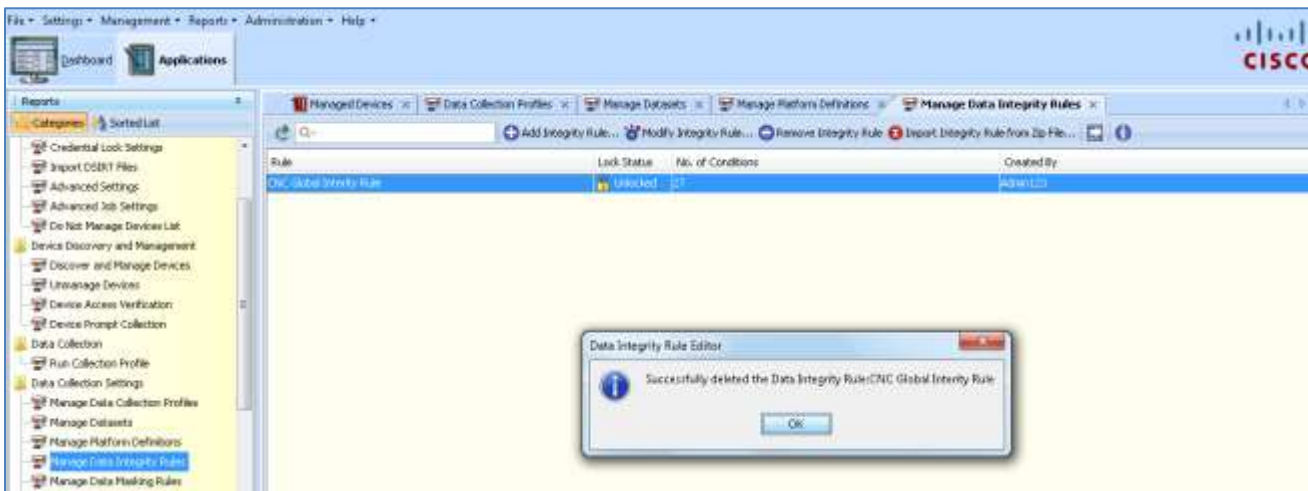 File Settings Management Reports Administration Help
Dashboard Applications
CISCO
Reports
Categories Sorted List
Credential Lock Settings
Import DSIRT Files
Advanced Settings
Advanced Job Settings
Do Not Manage Devices List
Device Discovery and Management
Discover and Manage Devices
Unmanage Devices
Device Access Verification
Device Prompt Collection
Data Collection
Run Collection Profile
Data Collection Settings
Manage Data Collection Profiles
Manage Datasets
Manage Platform Definitions
Manage Data Integrity Rules
Manage Data Masking Rules
Managed Devices Data Collection Profiles Manage Datasets Manage Platform Definitions Manage Data Integrity Rules
Add Integrity Rule... Modify Integrity Rule... Remove Integrity Rule Import Integrity Rule from Zip File...
Rule Lock Status No. of Conditions Created By
CNC Global Interity Rule Unlocked 27 Admin123
Data Integrity Rule Editor
Successfully deleted the Data Integrity Rule:CNC Global Interity Rule
OK